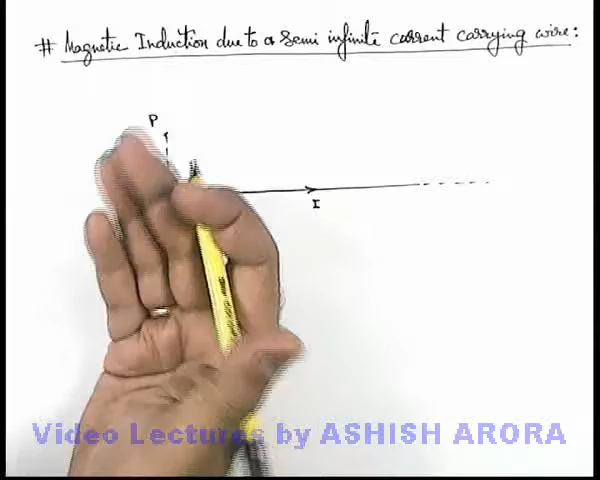 # Magnetic Induction due to a semi infinite current carrying wire:
P
I
Video Lectures by ASHISH ARORA